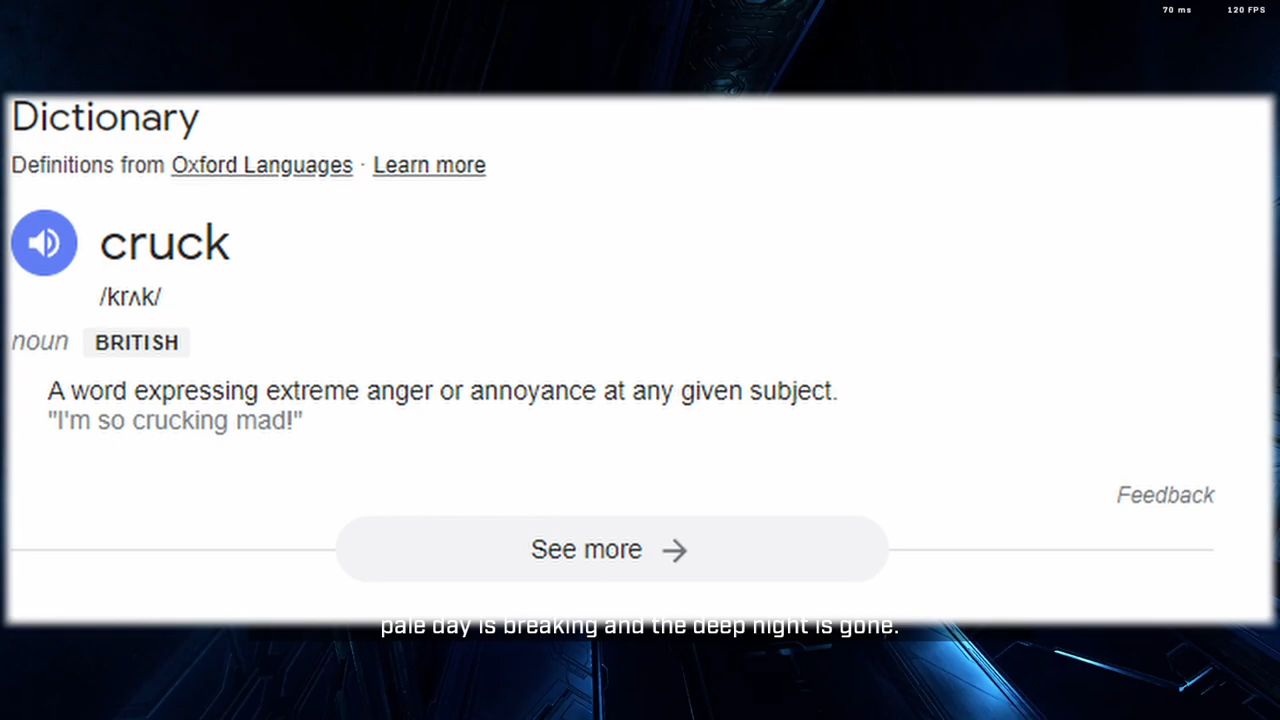 70 ms 120 FPS
Dictionary
Definitions from Oxford Languages · Learn more
cruck
/krʌk/
noun BRITISH
A word expressing extreme anger or annoyance at any given subject.
"I'm so crucking mad!"
Feedback
See more →
pale day is breaking and the deep night is gone.